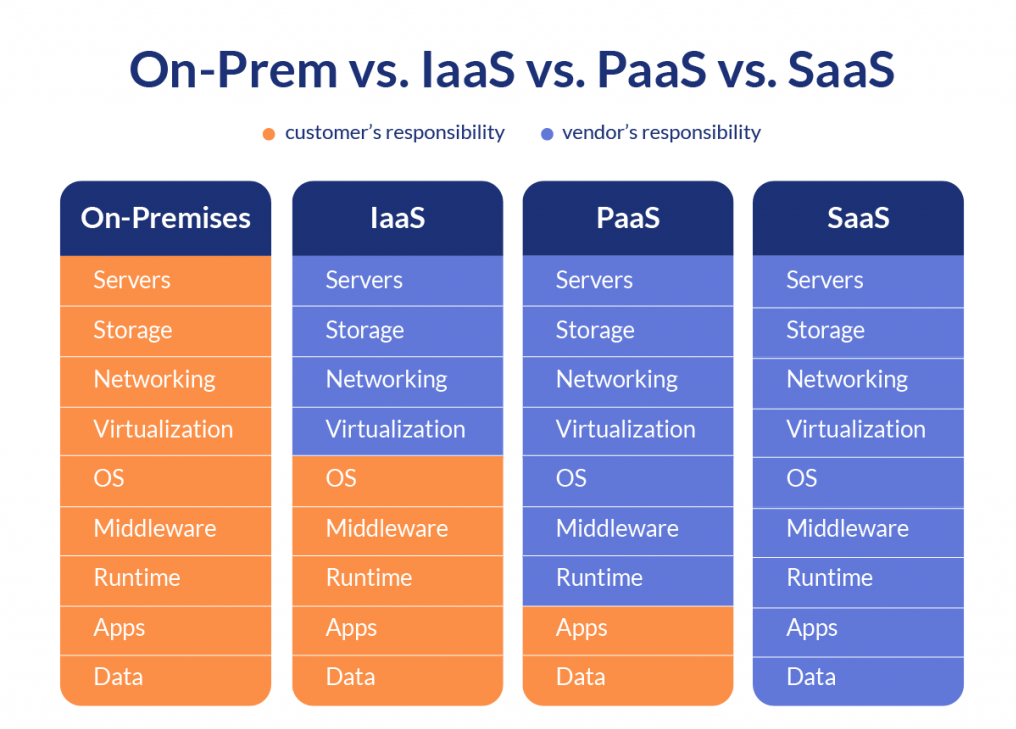 On-Prem vs. IaaS vs. PaaS vs. SaaS
customer’s responsibility
vendor’s responsibility
On-Premises
Servers
Storage
Networking
Virtualization
OS
Middleware
Runtime
Apps
Data
IaaS
Servers
Storage
Networking
Virtualization
OS
Middleware
Runtime
Apps
Data
PaaS
Servers
Storage
Networking
Virtualization
OS
Middleware
Runtime
Apps
Data
SaaS
Servers
Storage
Networking
Virtualization
OS
Middleware
Runtime
Apps
Data